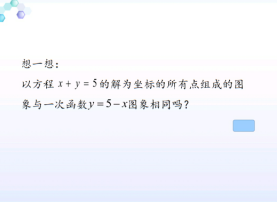 想一想：
以方程 x + y = 5 的解为坐标的所有点组成的图
象与一次函数y=5−x图象相同吗？